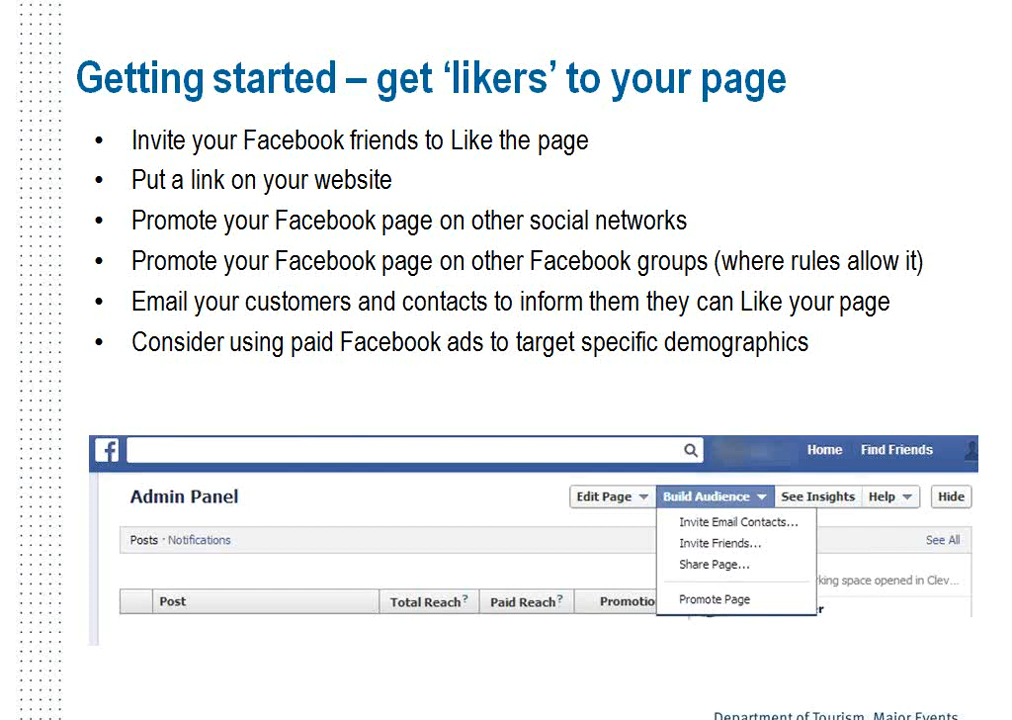 Getting started – get ‘likers’ to your page
• Invite your Facebook friends to Like the page
• Put a link on your website
• Promote your Facebook page on other social networks
• Promote your Facebook page on other Facebook groups (where rules allow it)
• Email your customers and contacts to inform them they can Like your page
• Consider using paid Facebook ads to target specific demographics
f Home Find Friends
Admin Panel Edit Page Build Audience See Insights Help Hide
Invite Email Contacts...
Posts · Notifications Invite Friends... See All
Share Page...
king space opened in Clev...
Post Total Reach? Paid Reach? Promotio Promote Page
r
Department of Tourism, Major Events